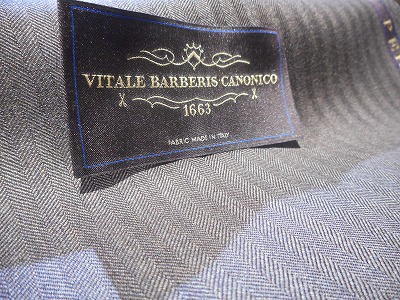 VITALE BARBERIS CANONICO
1663
FABRIC MADE IN ITALY